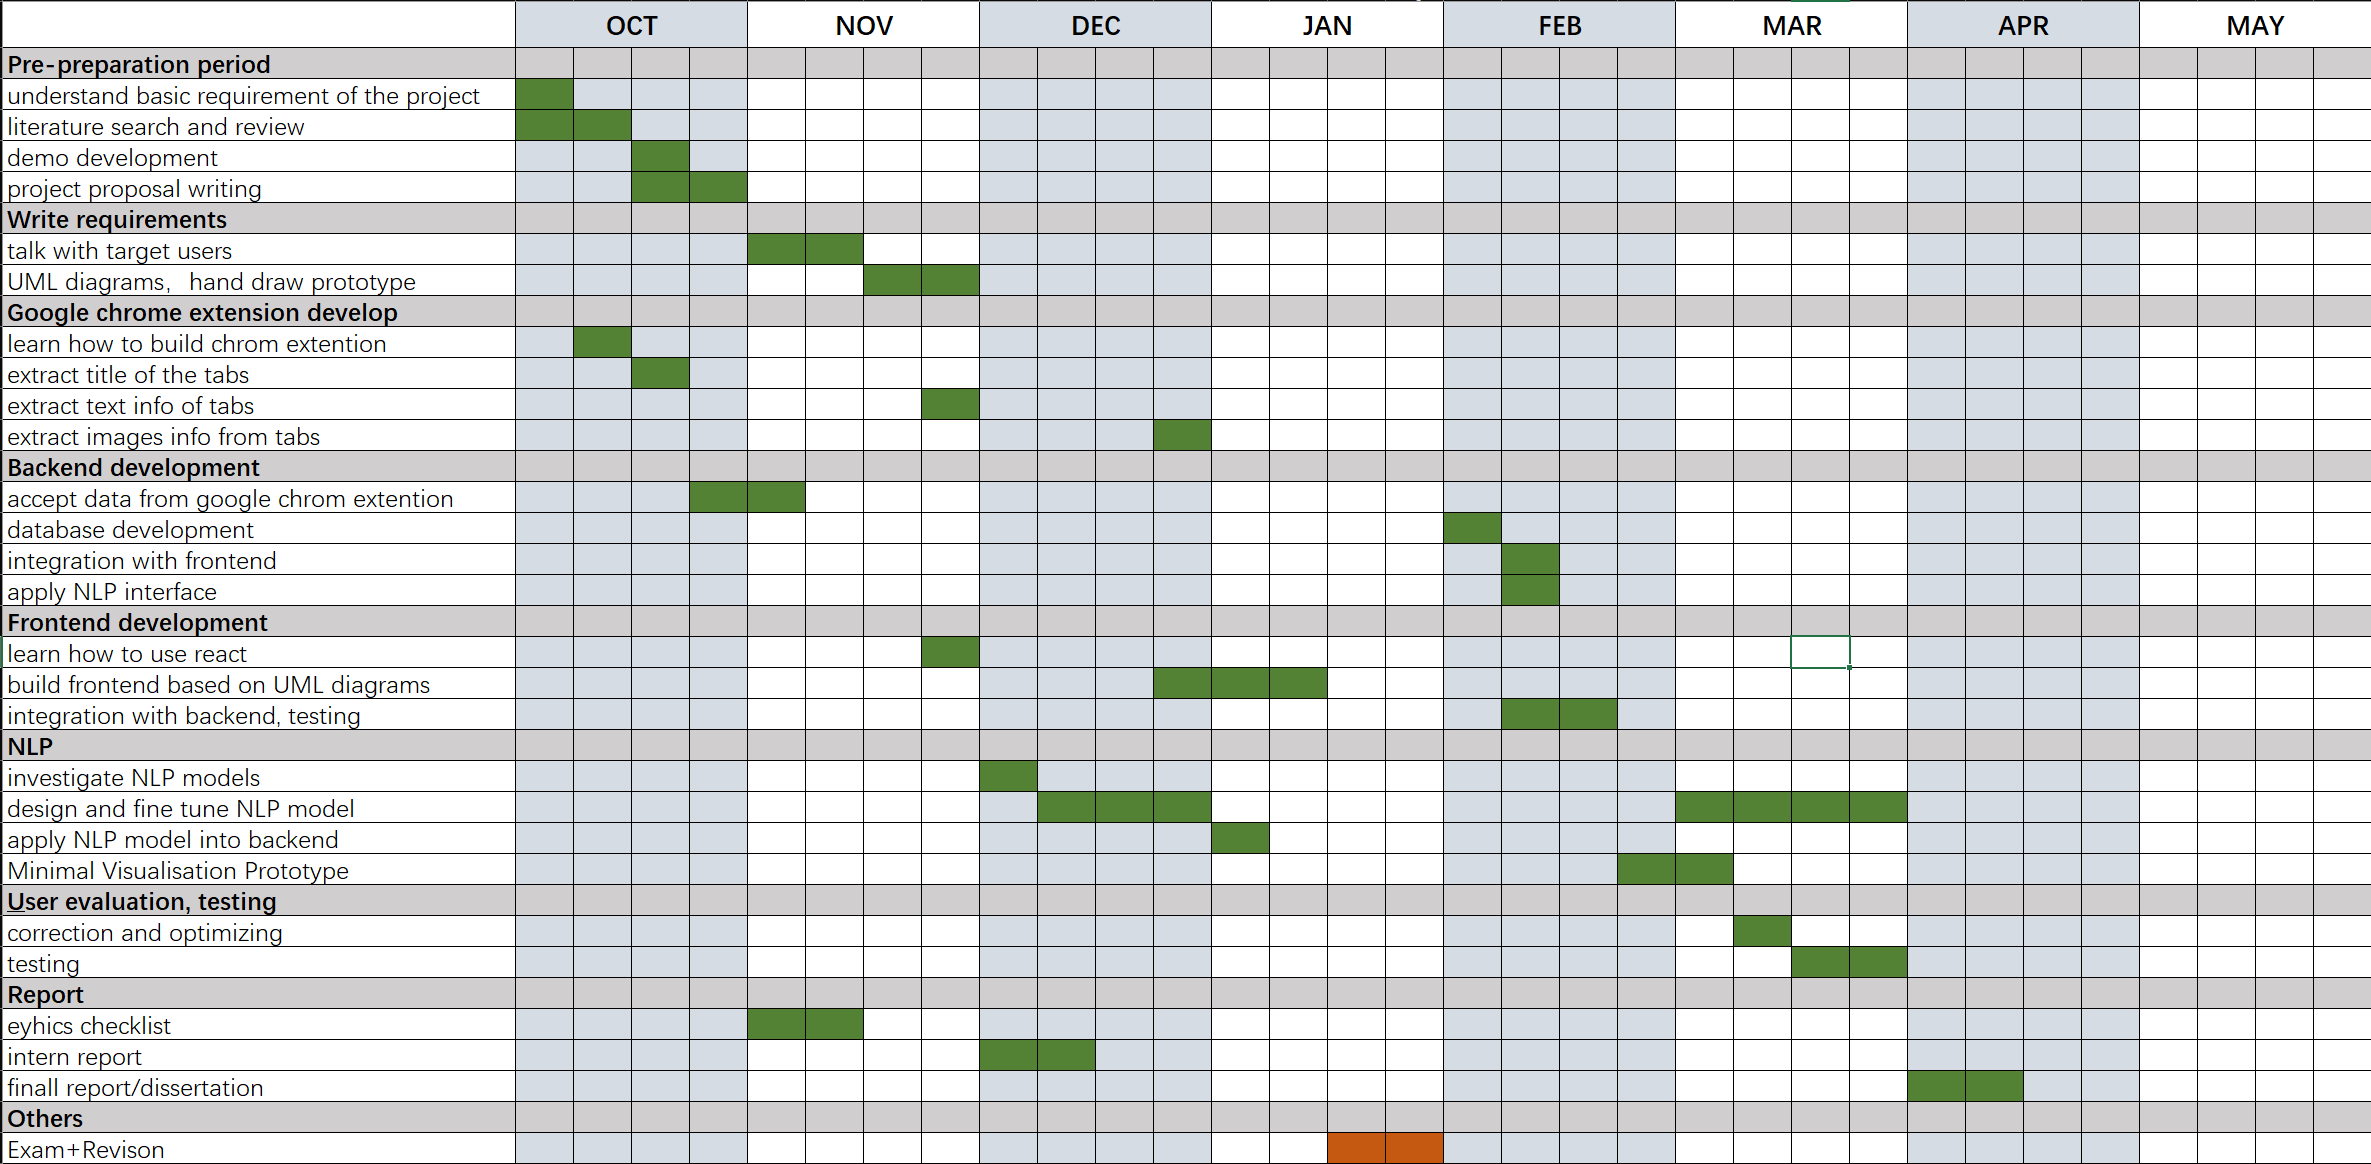 OCT NOV DEC JAN FEB MAR APR MAY
Pre-preparation period
understand basic requirement of the project
literature search and review
demo development
project proposal writing
Write requirements
talk with target users
UML diagrams，hand draw prototype
Google chrome extension develop
learn how to build chrom extention
extract title of the tabs
extract text info of tabs
extract images info from tabs
Backend development
accept data from google chrom extention
database development
integration with frontend
apply NLP interface
Frontend development
learn how to use react
build frontend based on UML diagrams
integration with backend, testing
NLP
investigate NLP models
design and fine tune NLP model
apply NLP model into backend
Minimal Visualisation Prototype
User evaluation, testing
correction and optimizing
testing
Report
eyhics checklist
intern report
finall report/dissertation
Others
Exam+Revison